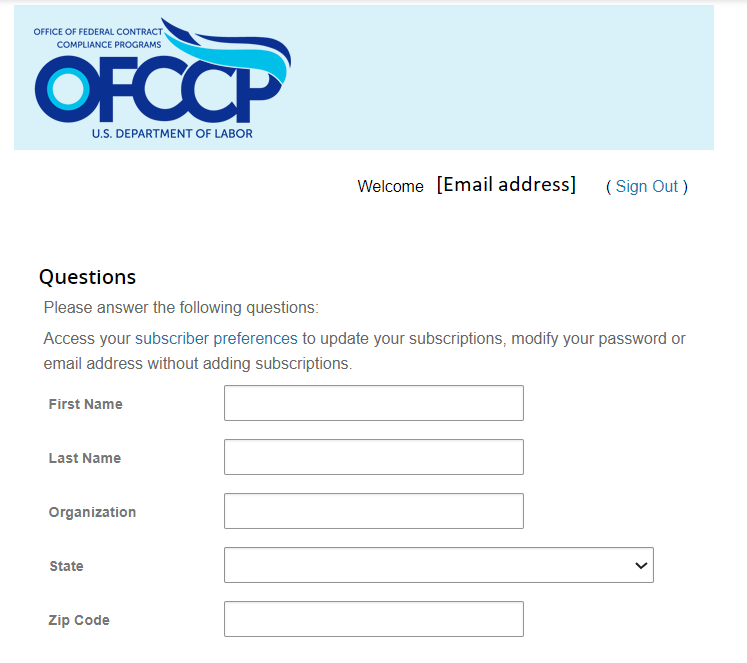 OFFICE OF FEDERAL CONTRACT
COMPLIANCE PROGRAMS
OFCCP
U.S. DEPARTMENT OF LABOR
Welcome [Email address] ( Sign Out )
Questions
Please answer the following questions:
Access your subscriber preferences to update your subscriptions, modify your password or
email address without adding subscriptions.
First Name
Last Name
Organization
State
Zip Code